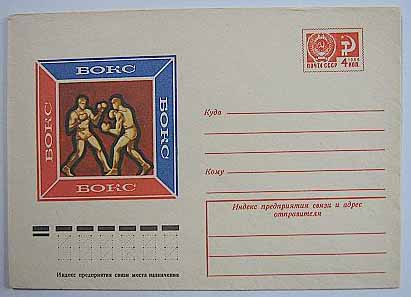 БОКС
БОКС
БОКС
БОКС
ПОЧТА СССР 4 КОП.
Куда
Кому
Индекс предприятия связи и адрес
отправителя
Индекс предприятия связи места назначения